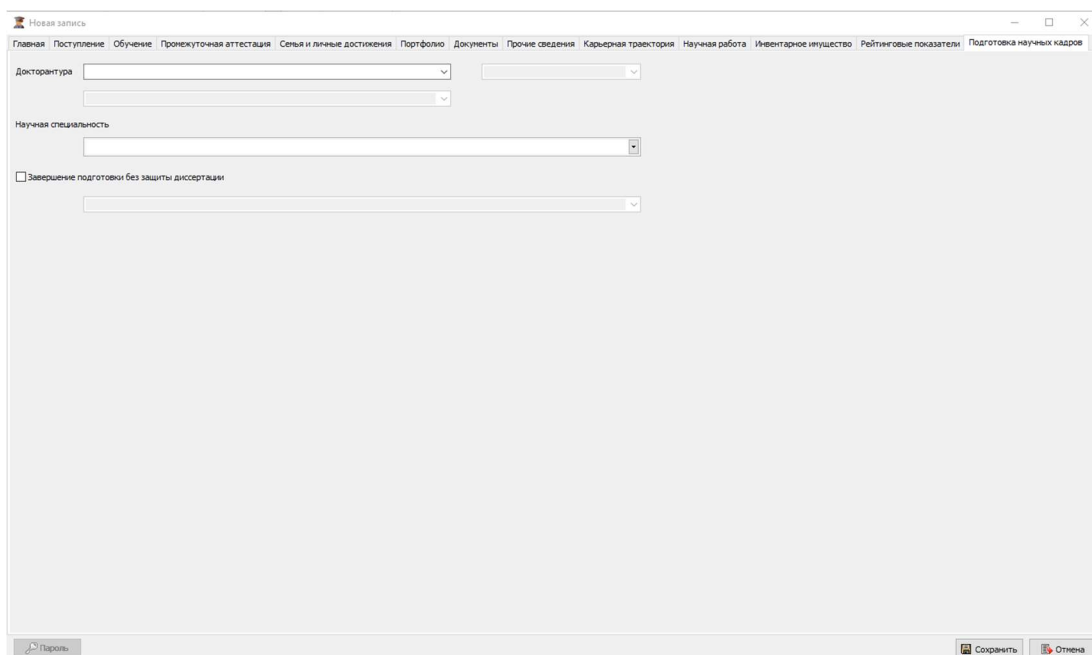 Новая запись
Главная Поступление Обучение Промежуточная аттестация Семья и личные достижения Портфолио Документы Прочие сведения Карьерная траектория Научная работа Инвентарное имущество Рейтинговые показатели Подготовка научных кадров
Докторантура
Научная специальность
Завершение подготовки без защиты диссертации
Пароль Сохранить Отмена